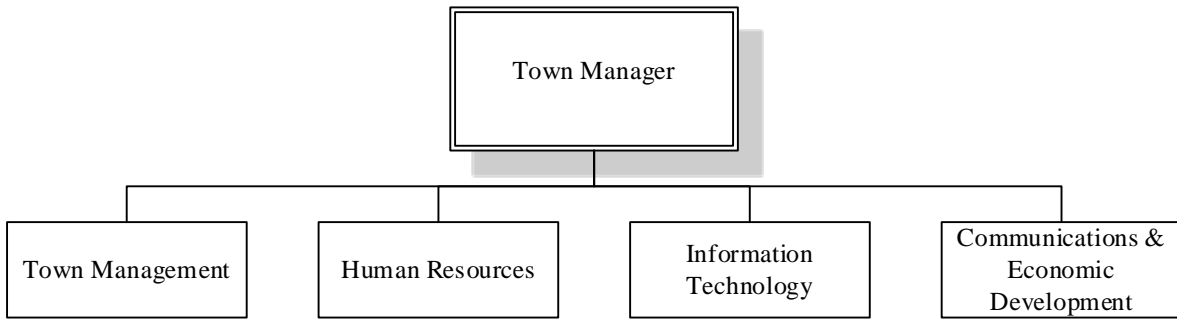 Town Manager
Town Management
Human Resources
Information
Technology
Communications &
Economic
Development